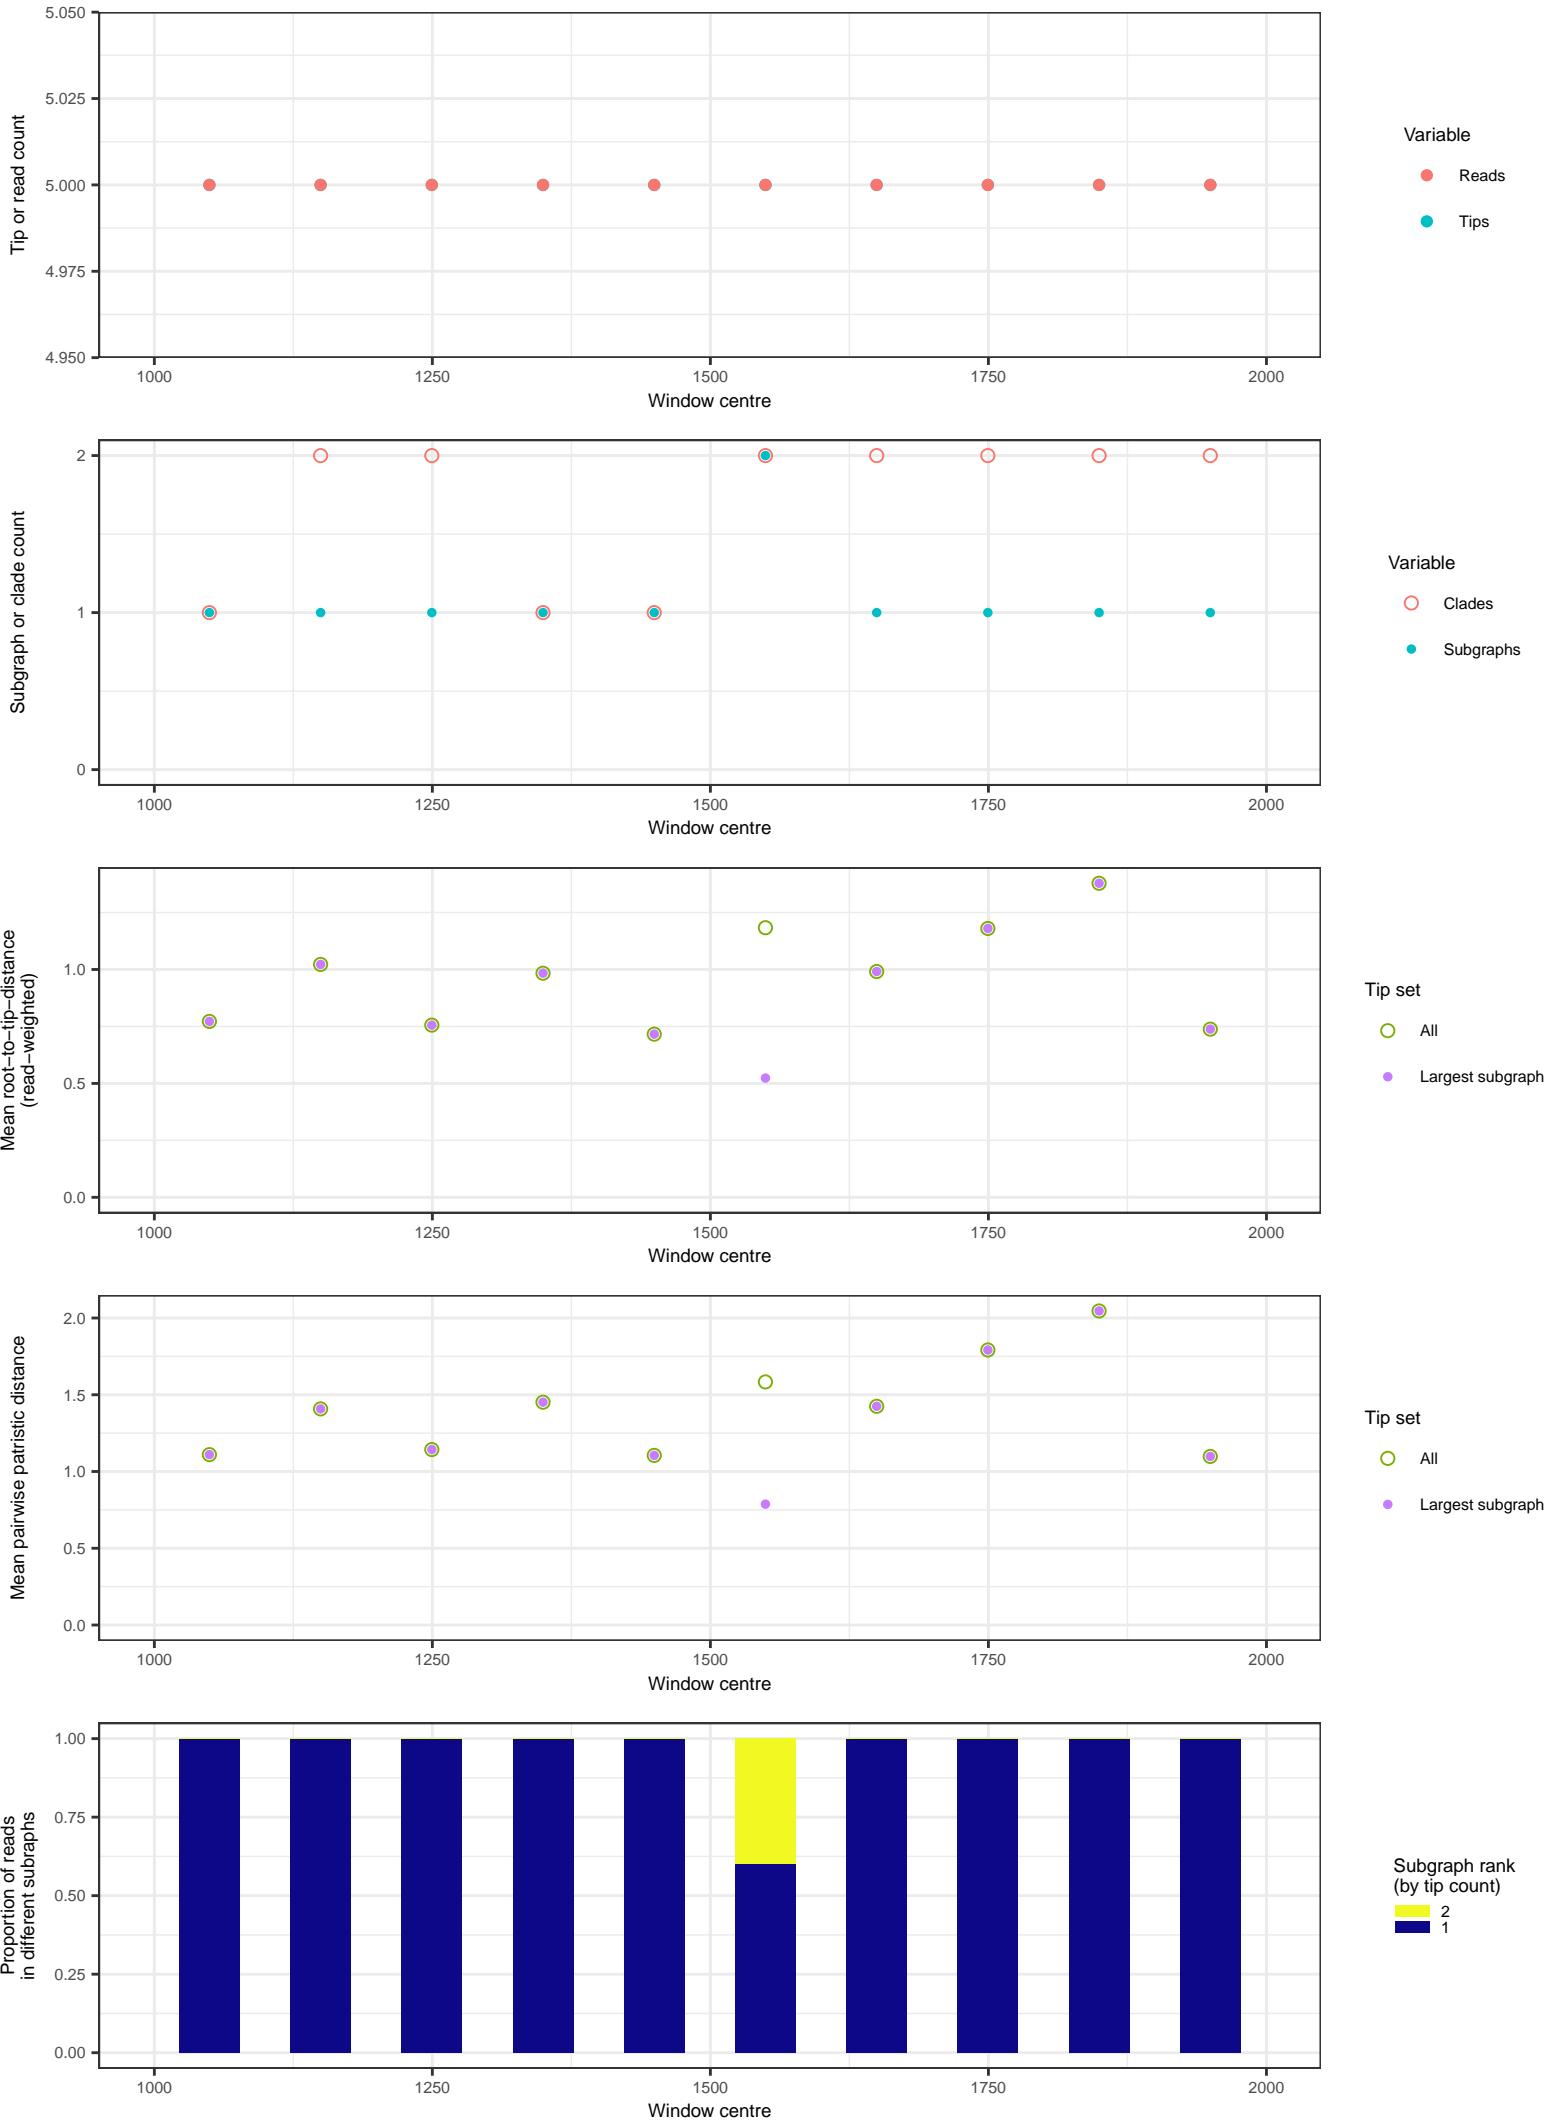 5.050
5.025
5.000
4.975
4.950
Tip or read count
1000 1250 1500 1750 2000
Window centre
Variable
Reads
Tips
2
1
0
Subgraph or clade count
1000 1250 1500 1750 2000
Window centre
Variable
Clades
Subgraphs
1.0
0.5
0.0
Mean root−to−tip−distance
(read−weighted)
1000 1250 1500 1750 2000
Window centre
Tip set
All
Largest subgraph
2.0
1.5
1.0
0.5
0.0
Mean pairwise patristic distance
1000 1250 1500 1750 2000
Window centre
Tip set
All
Largest subgraph
1.00
0.75
0.50
0.25
0.00
Proportion of reads
in different subraphs
1000 1250 1500 1750 2000
Window centre
Subgraph rank
(by tip count)
2
1